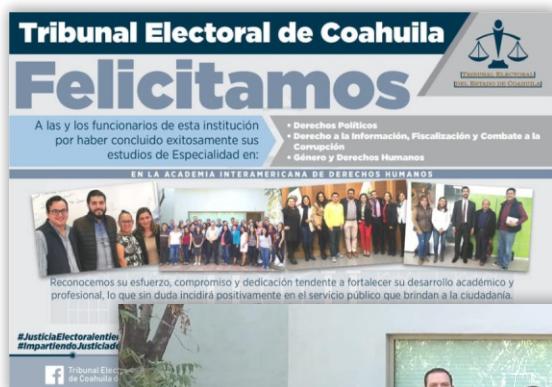 Tribunal Electoral de Coahuila
Felicitamos
TRIBUNAL ELECTORAL
DEL ESTADO DE COAHUILA
A las y los funcionarios de esta institución
por haber concluido exitosamente sus
estudios de Especialidad en:
• Derechos Políticos
• Derecho a la Información, Fiscalización y Combate a la
Corrupción
• Género y Derechos Humanos
EN LA ACADEMIA INTERAMERICANA DE DERECHOS HUMANOS
Reconocemos su esfuerzo, compromiso y dedicación tendente a fortalecer su desarrollo académico y
profesional, lo que sin duda incidirá positivamente en el servicio público que brindan a la ciudadanía.
#JusticiaElectoral
#ImpartiendoJusticia
Tribunal Elec
de Coahuila